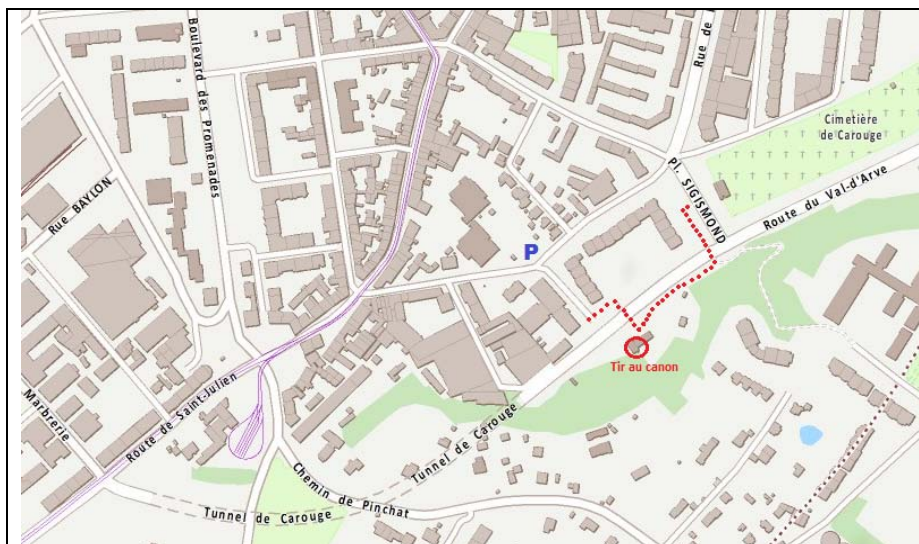 Boulevard des Promenades
Rue de
Cimetière
de Carouge
Rue BAYLON
Pl. SIGISMOND
Route du Val-d'Arve
P
Tir au canon
Route de Saint-Julien
Marbrerie
Tunnel de Carouge
Chemin de Pinchat
Tunnel de Carouge